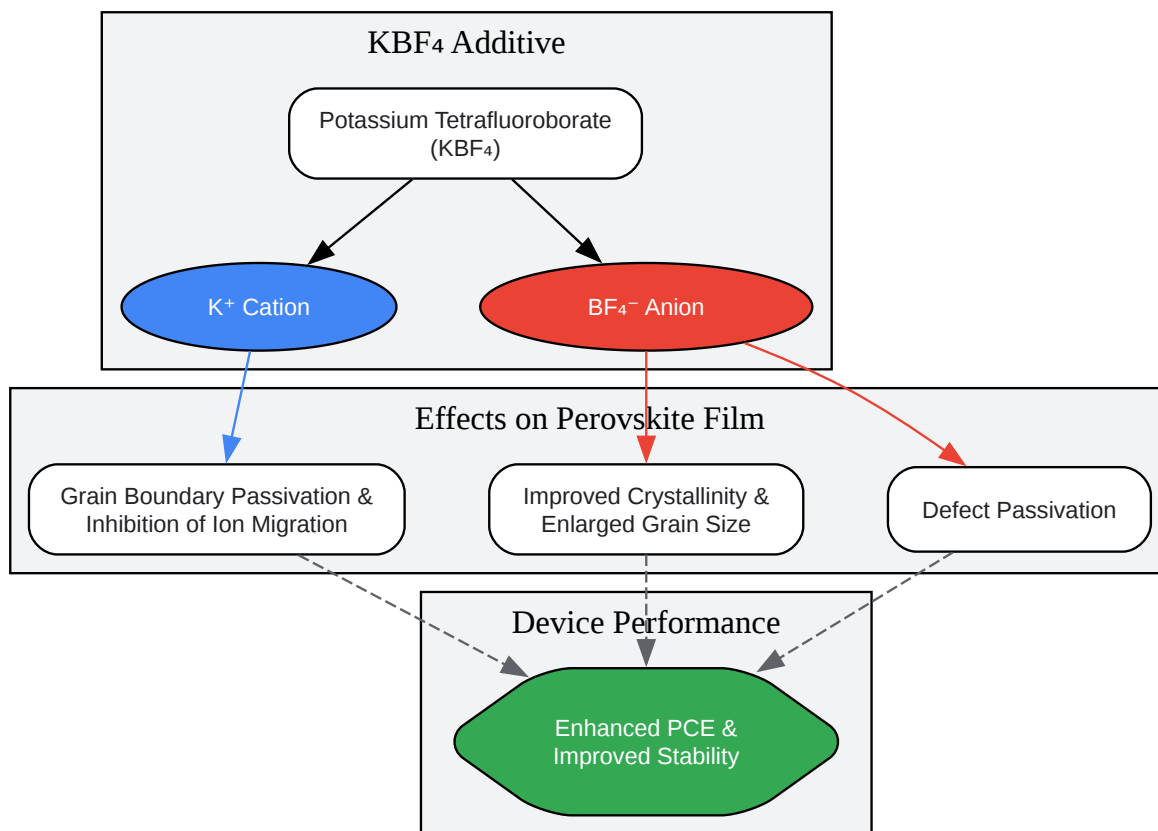 KBF₄ Additive
Potassium Tetrafluoroborate
(KBF₄)
K⁺ Cation
BF₄⁻ Anion
Effects on Perovskite Film
Grain Boundary Passivation &
Inhibition of Ion Migration
Improved Crystallinity &
Enlarged Grain Size
Defect Passivation
Device Performance
Enhanced PCE &
Improved Stability